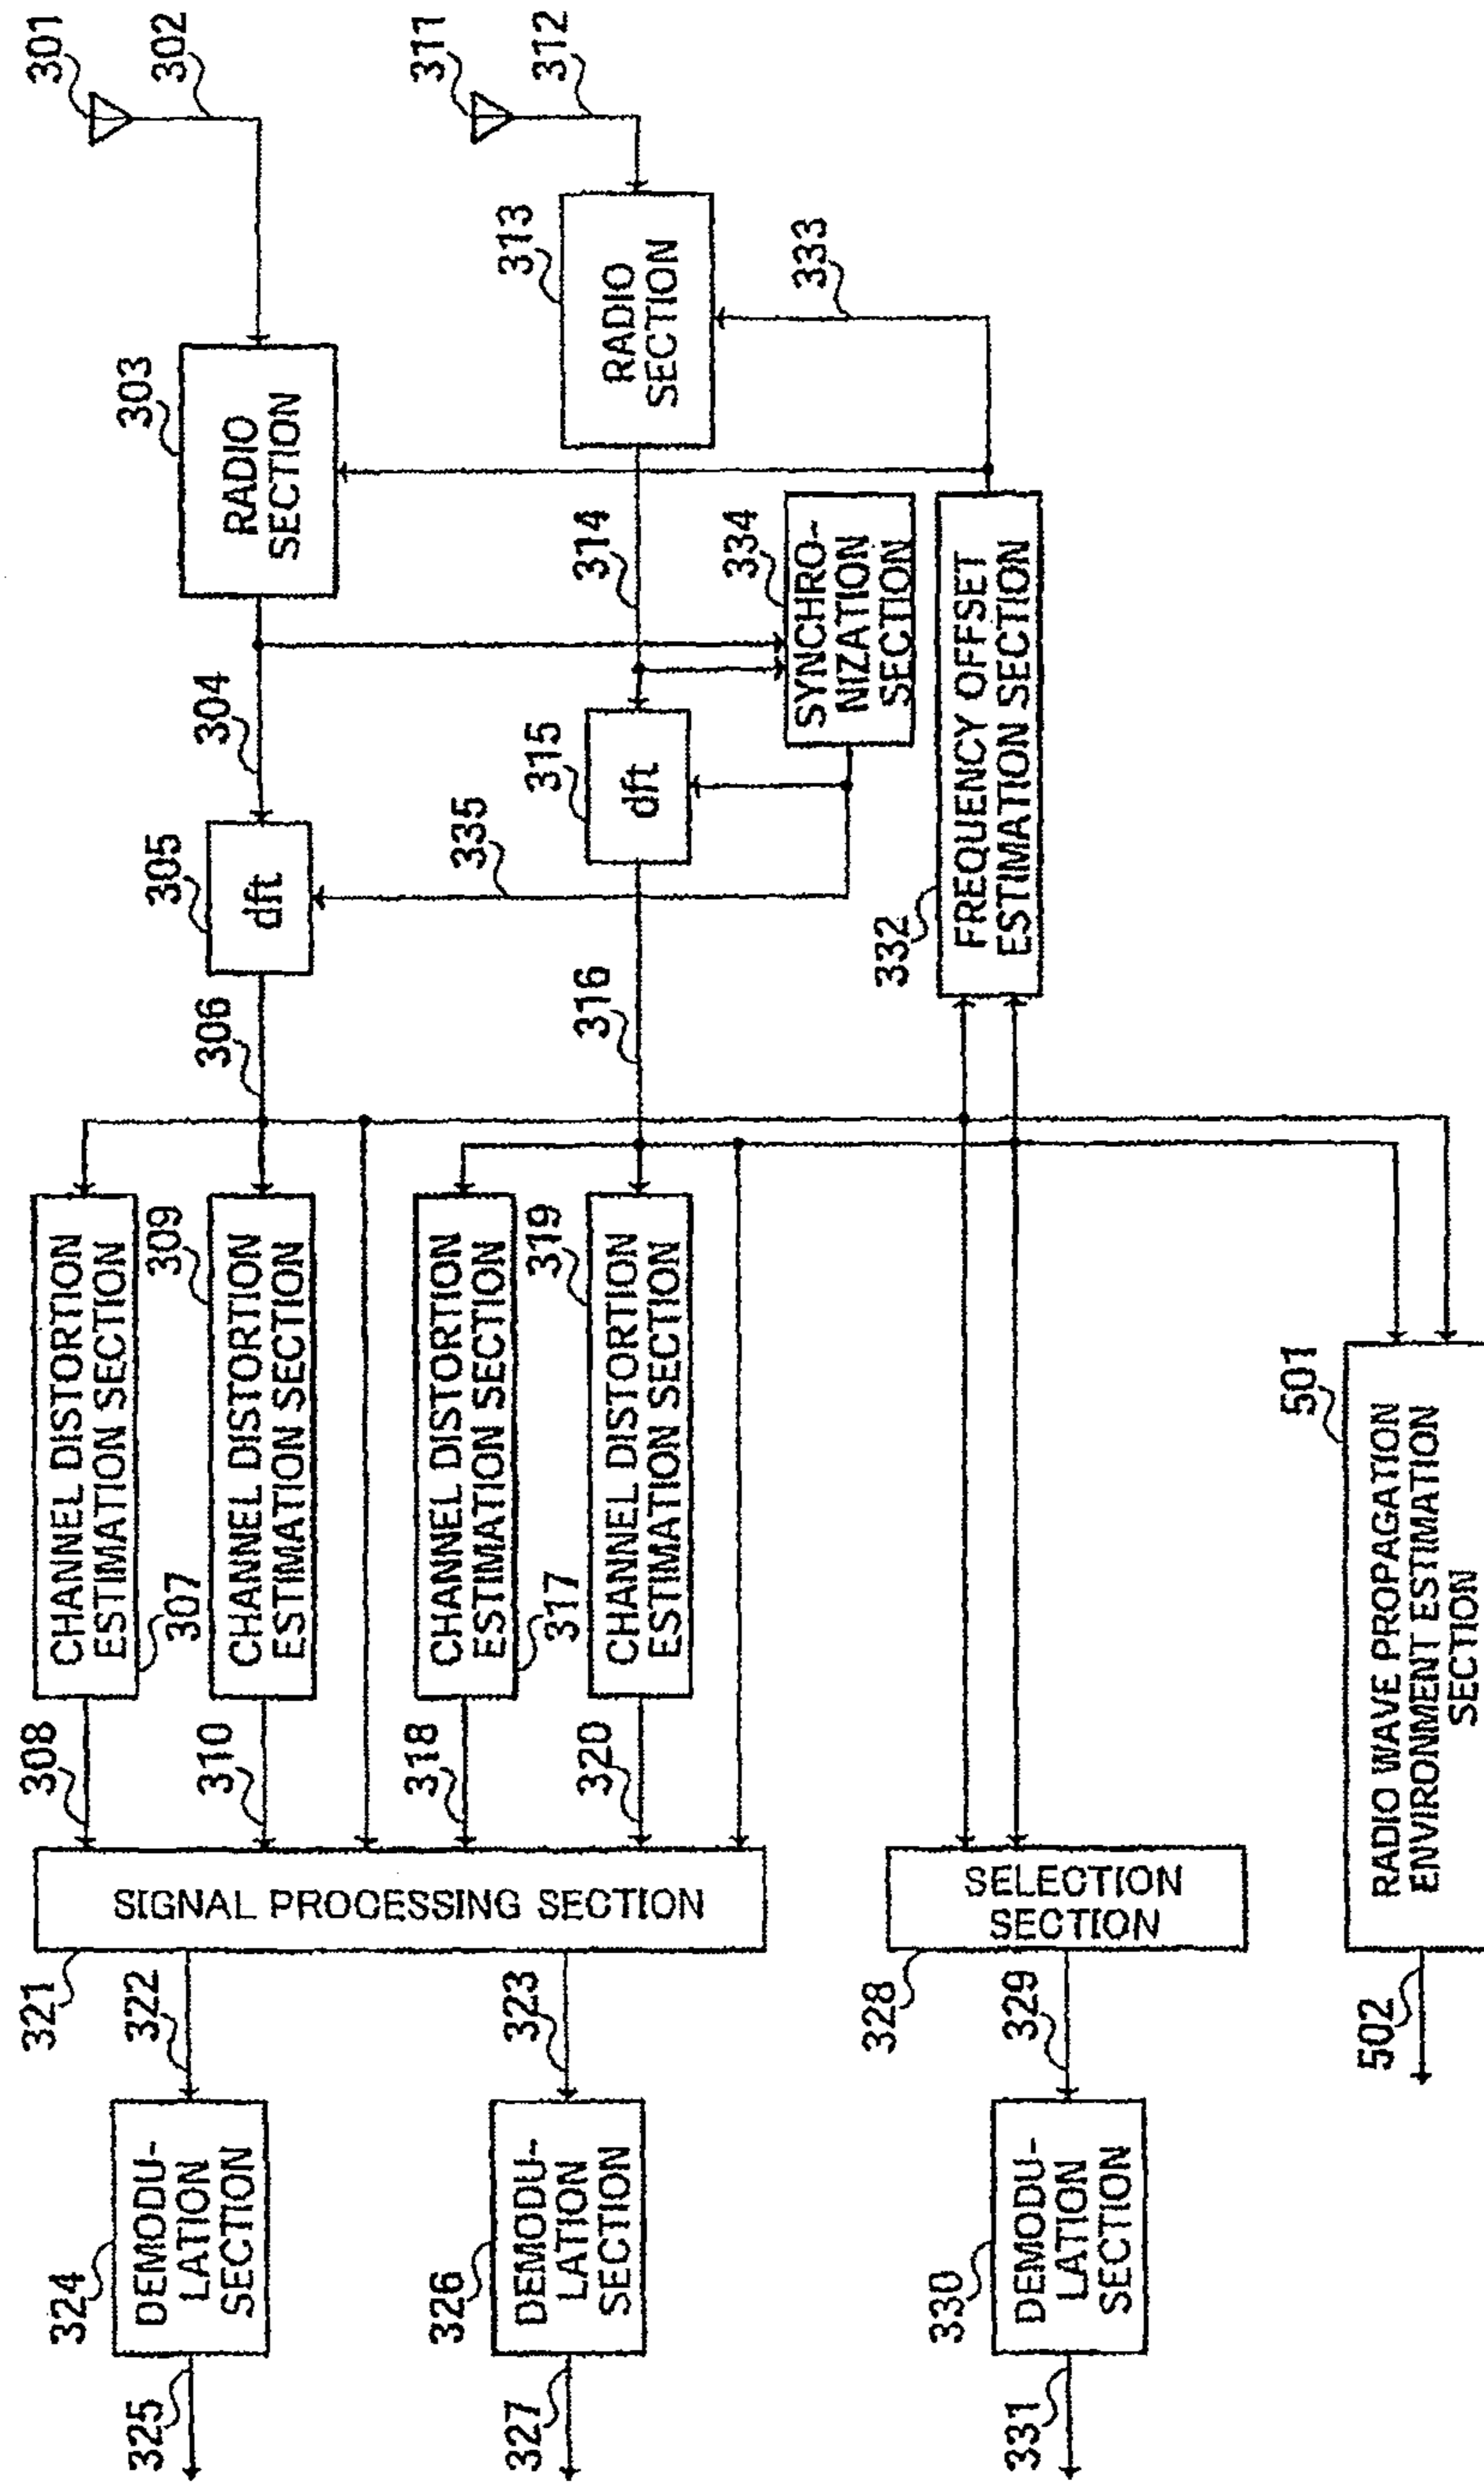 301
302
311
312
303
RADIO
SECTION
313
RADIO
SECTION
333
304
314
334
SYNCHRO-
NIZATION
SECTION
305
dft
315
dft
335
332
FREQUENCY OFFSET
ESTIMATION SECTION
306
316
CHANNEL DISTORTION
ESTIMATION SECTION
307
309
CHANNEL DISTORTION
ESTIMATION SECTION
CHANNEL DISTORTION
ESTIMATION SECTION
317
319
CHANNEL DISTORTION
ESTIMATION SECTION
501
RADIO WAVE PROPAGATION
ENVIRONMENT ESTIMATION
SECTION
308
310
318
320
SIGNAL PROCESSING SECTION
321
SELECTION
SECTION
328
322
323
329
502
324
DEMODU-
LATION
SECTION
326
DEMODU-
LATION
SECTION
330
DEMODU-
LATION
SECTION
325
327
331